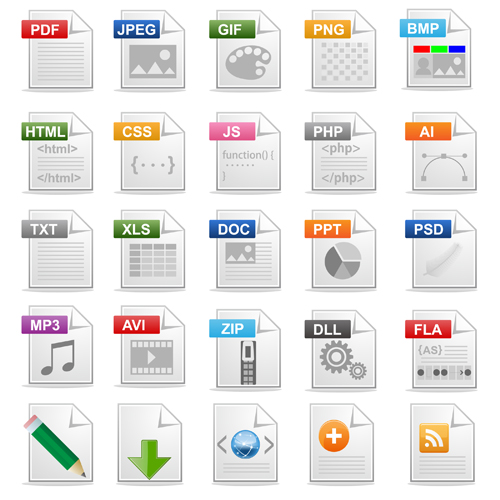 PDF
JPEG
GIF
PNG
BMP
HTML
<html>
</html>
CSS
{···}
JS
function() {
······
}
PHP
<php>
</php>
AI
TXT
XLS
DOC
PPT
PSD
MP3
AVI
ZIP
DLL
FLA
{AS}